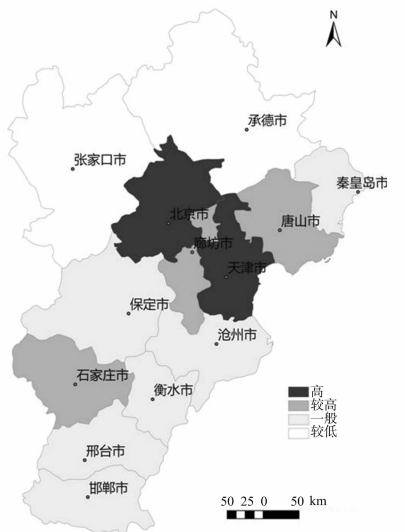 N
承德市
张家口市
秦皇岛市
北京市
唐山市
廊坊市
天津市
保定市
沧州市
石家庄市
衡水市
邢台市
邯郸市
高
较高
一般
较低
50 25 0 50 km